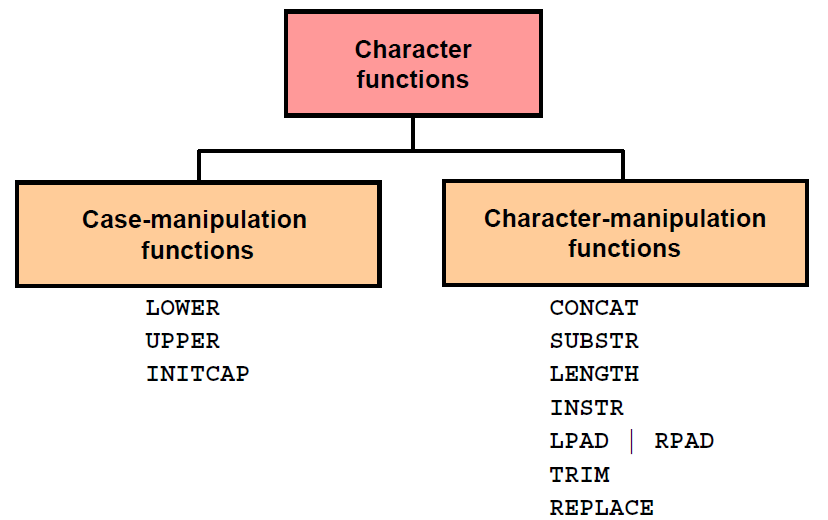 Character
functions
Case-manipulation
functions
LOWER
UPPER
INITCAP
Character-manipulation
functions
CONCAT
SUBSTR
LENGTH
INSTR
LPAD | RPAD
TRIM
REPLACE